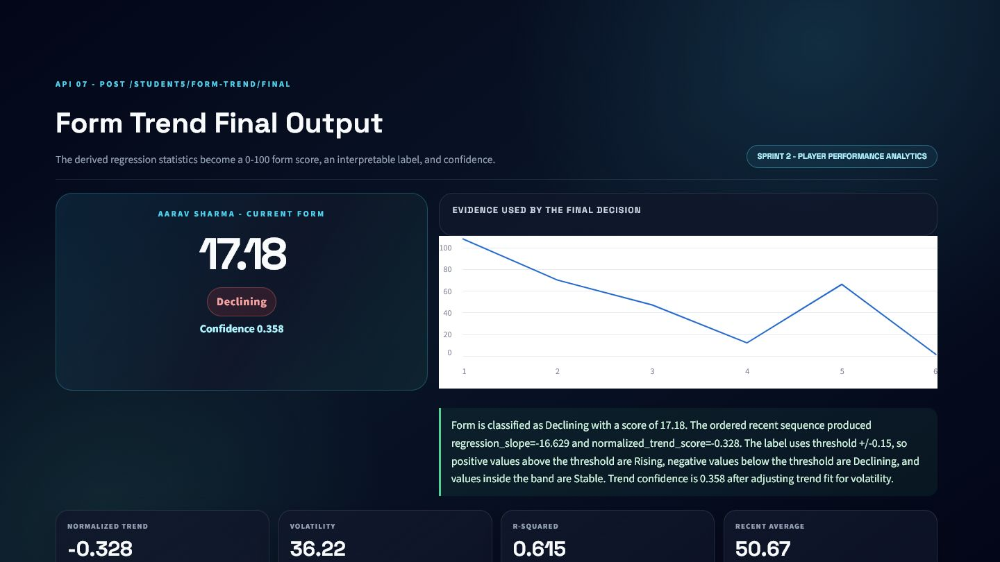 API 07 - POST /STUDENT5/FORM-TREND/FINAL
Form Trend Final Output
The derived regression statistics become a 0-100 form score, an interpretable label, and confidence.
SPRINT 2 - PLAYER PERFORMANCE ANALYTICS
AARAV SHARMA - CURRENT FORM
17.18
Declining
Confidence 0.358
EVIDENCE USED BY THE FINAL DECISION
100
80
60
40
20
0
1 2 3 4 5 6
Form is classified as Declining with a score of 17.18. The ordered recent sequence produced
regression_slope=-16.629 and normalized_trend_score=-0.328. The label uses threshold +/-0.15, so
positive values above the threshold are Rising, negative values below the threshold are Declining, and
values inside the band are Stable. Trend confidence is 0.358 after adjusting trend fit for volatility.
NORMALIZED TREND
-0.328
VOLATILITY
36.22
R-SQUARED
0.615
RECENT AVERAGE
50.67